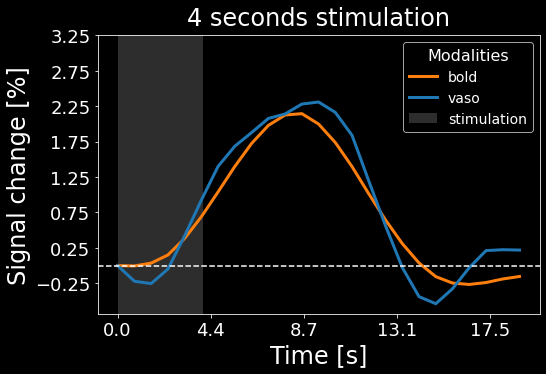 4 seconds stimulation
Signal change [%]
3.25
2.75
2.25
1.75
1.25
0.75
0.25
−0.25
Modalities
bold
vaso
stimulation
0.0 4.4 8.7 13.1 17.5
Time [s]